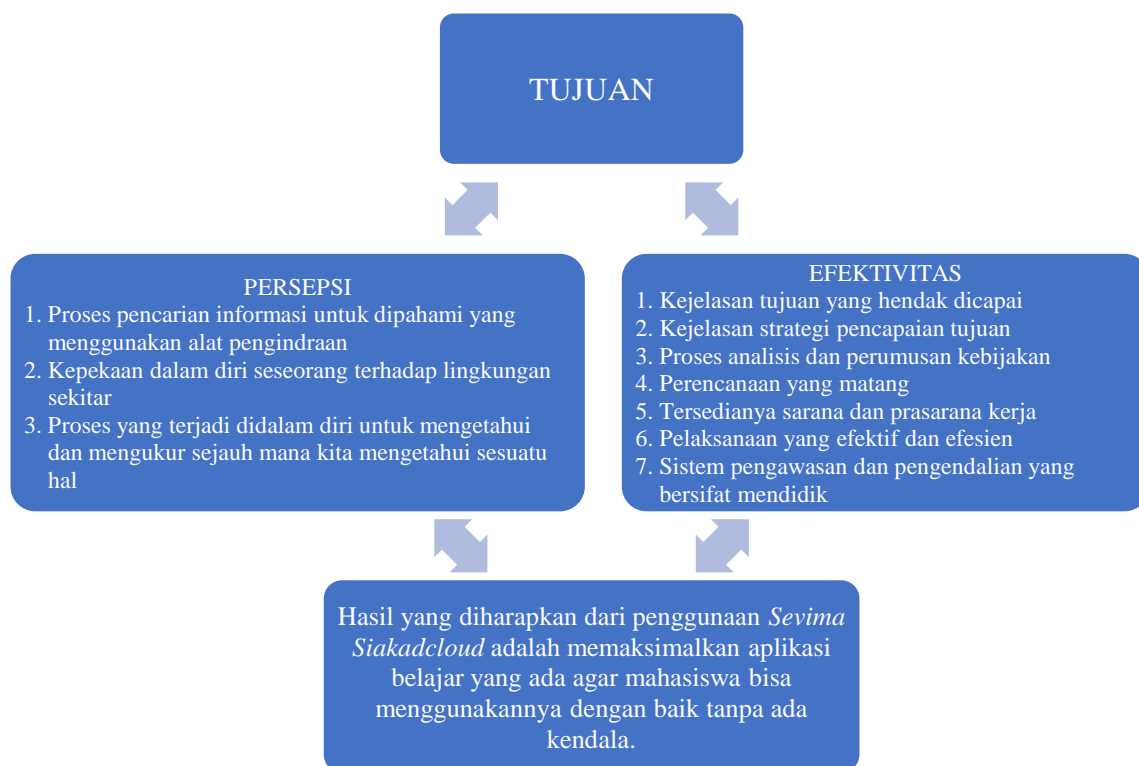 TUJUAN
PERSEPSI
1. Proses pencarian informasi untuk dipahami yang
menggunakan alat pengindraan
2. Kepekaan dalam diri seseorang terhadap lingkungan
sekitar
3. Proses yang terjadi didalam diri untuk mengetahui
dan mengukur sejauh mana kita mengetahui sesuatu
hal
EFEKTIVITAS
1. Kejelasan tujuan yang hendak dicapai
2. Kejelasan strategi pencapaian tujuan
3. Proses analisis dan perumusan kebijakan
4. Perencanaan yang matang
5. Tersedianya sarana dan prasarana kerja
6. Pelaksanaan yang efektif dan efesien
7. Sistem pengawasan dan pengendalian yang
bersifat mendidik
Hasil yang diharapkan dari penggunaan Sevima
Siakadcloud adalah memaksimalkan aplikasi
belajar yang ada agar mahasiswa bisa
menggunakannya dengan baik tanpa ada
kendala.